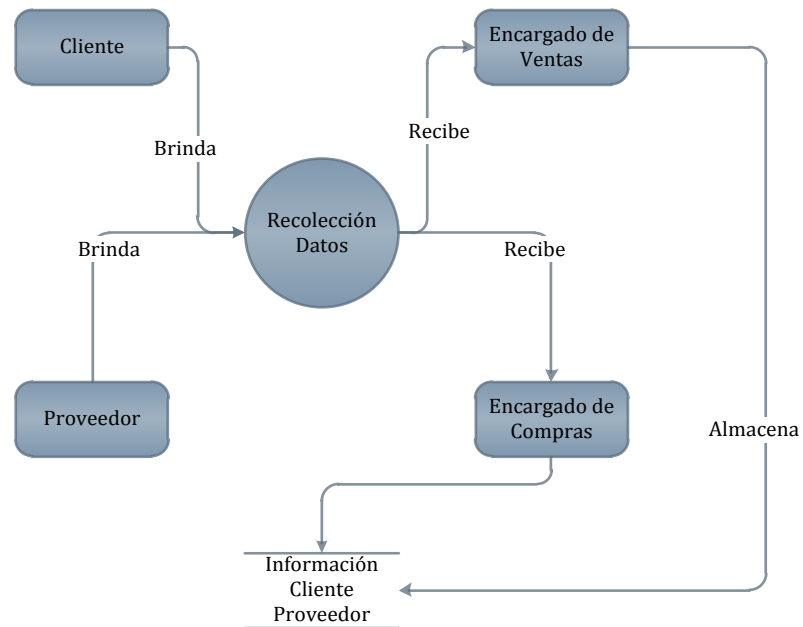 Cliente
Encargado de
Ventas
Brinda
Recibe
Recolección
Datos
Brinda
Recibe
Proveedor
Encargado de
Compras
Almacena
Información
Cliente
Proveedor